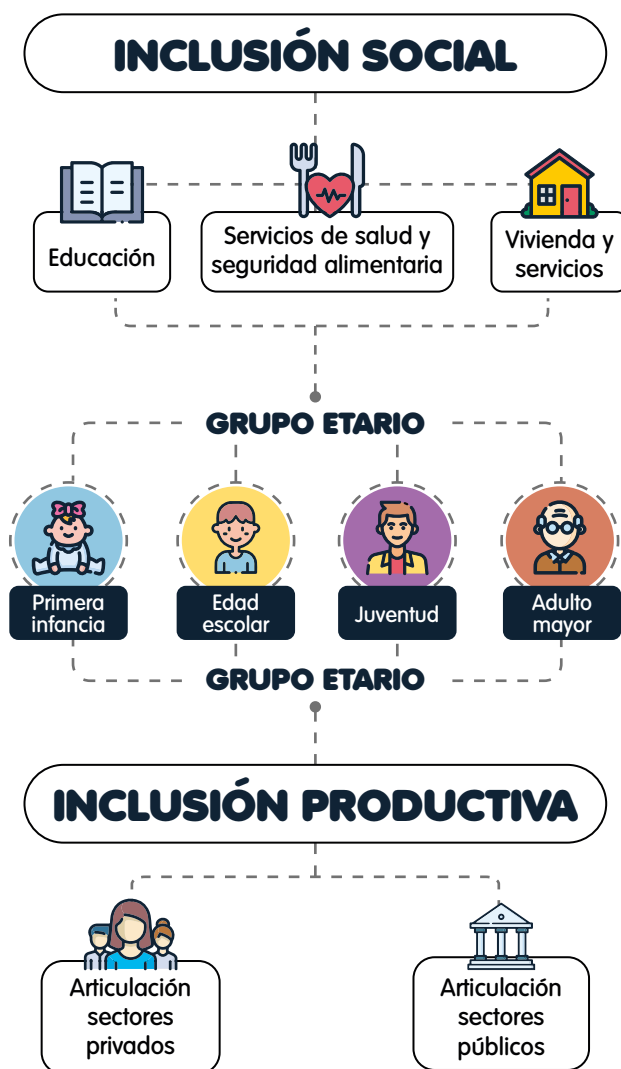 INCLUSIÓN SOCIAL
Educación
Servicios de salud y
seguridad alimentaria
Vivienda y
servicios
GRUPO ETARIO
Primera
infancia
Edad
escolar
Juventud
Adulto
mayor
GRUPO ETARIO
INCLUSIÓN PRODUCTIVA
Articulación
sectores
privados
Articulación
sectores
públicos